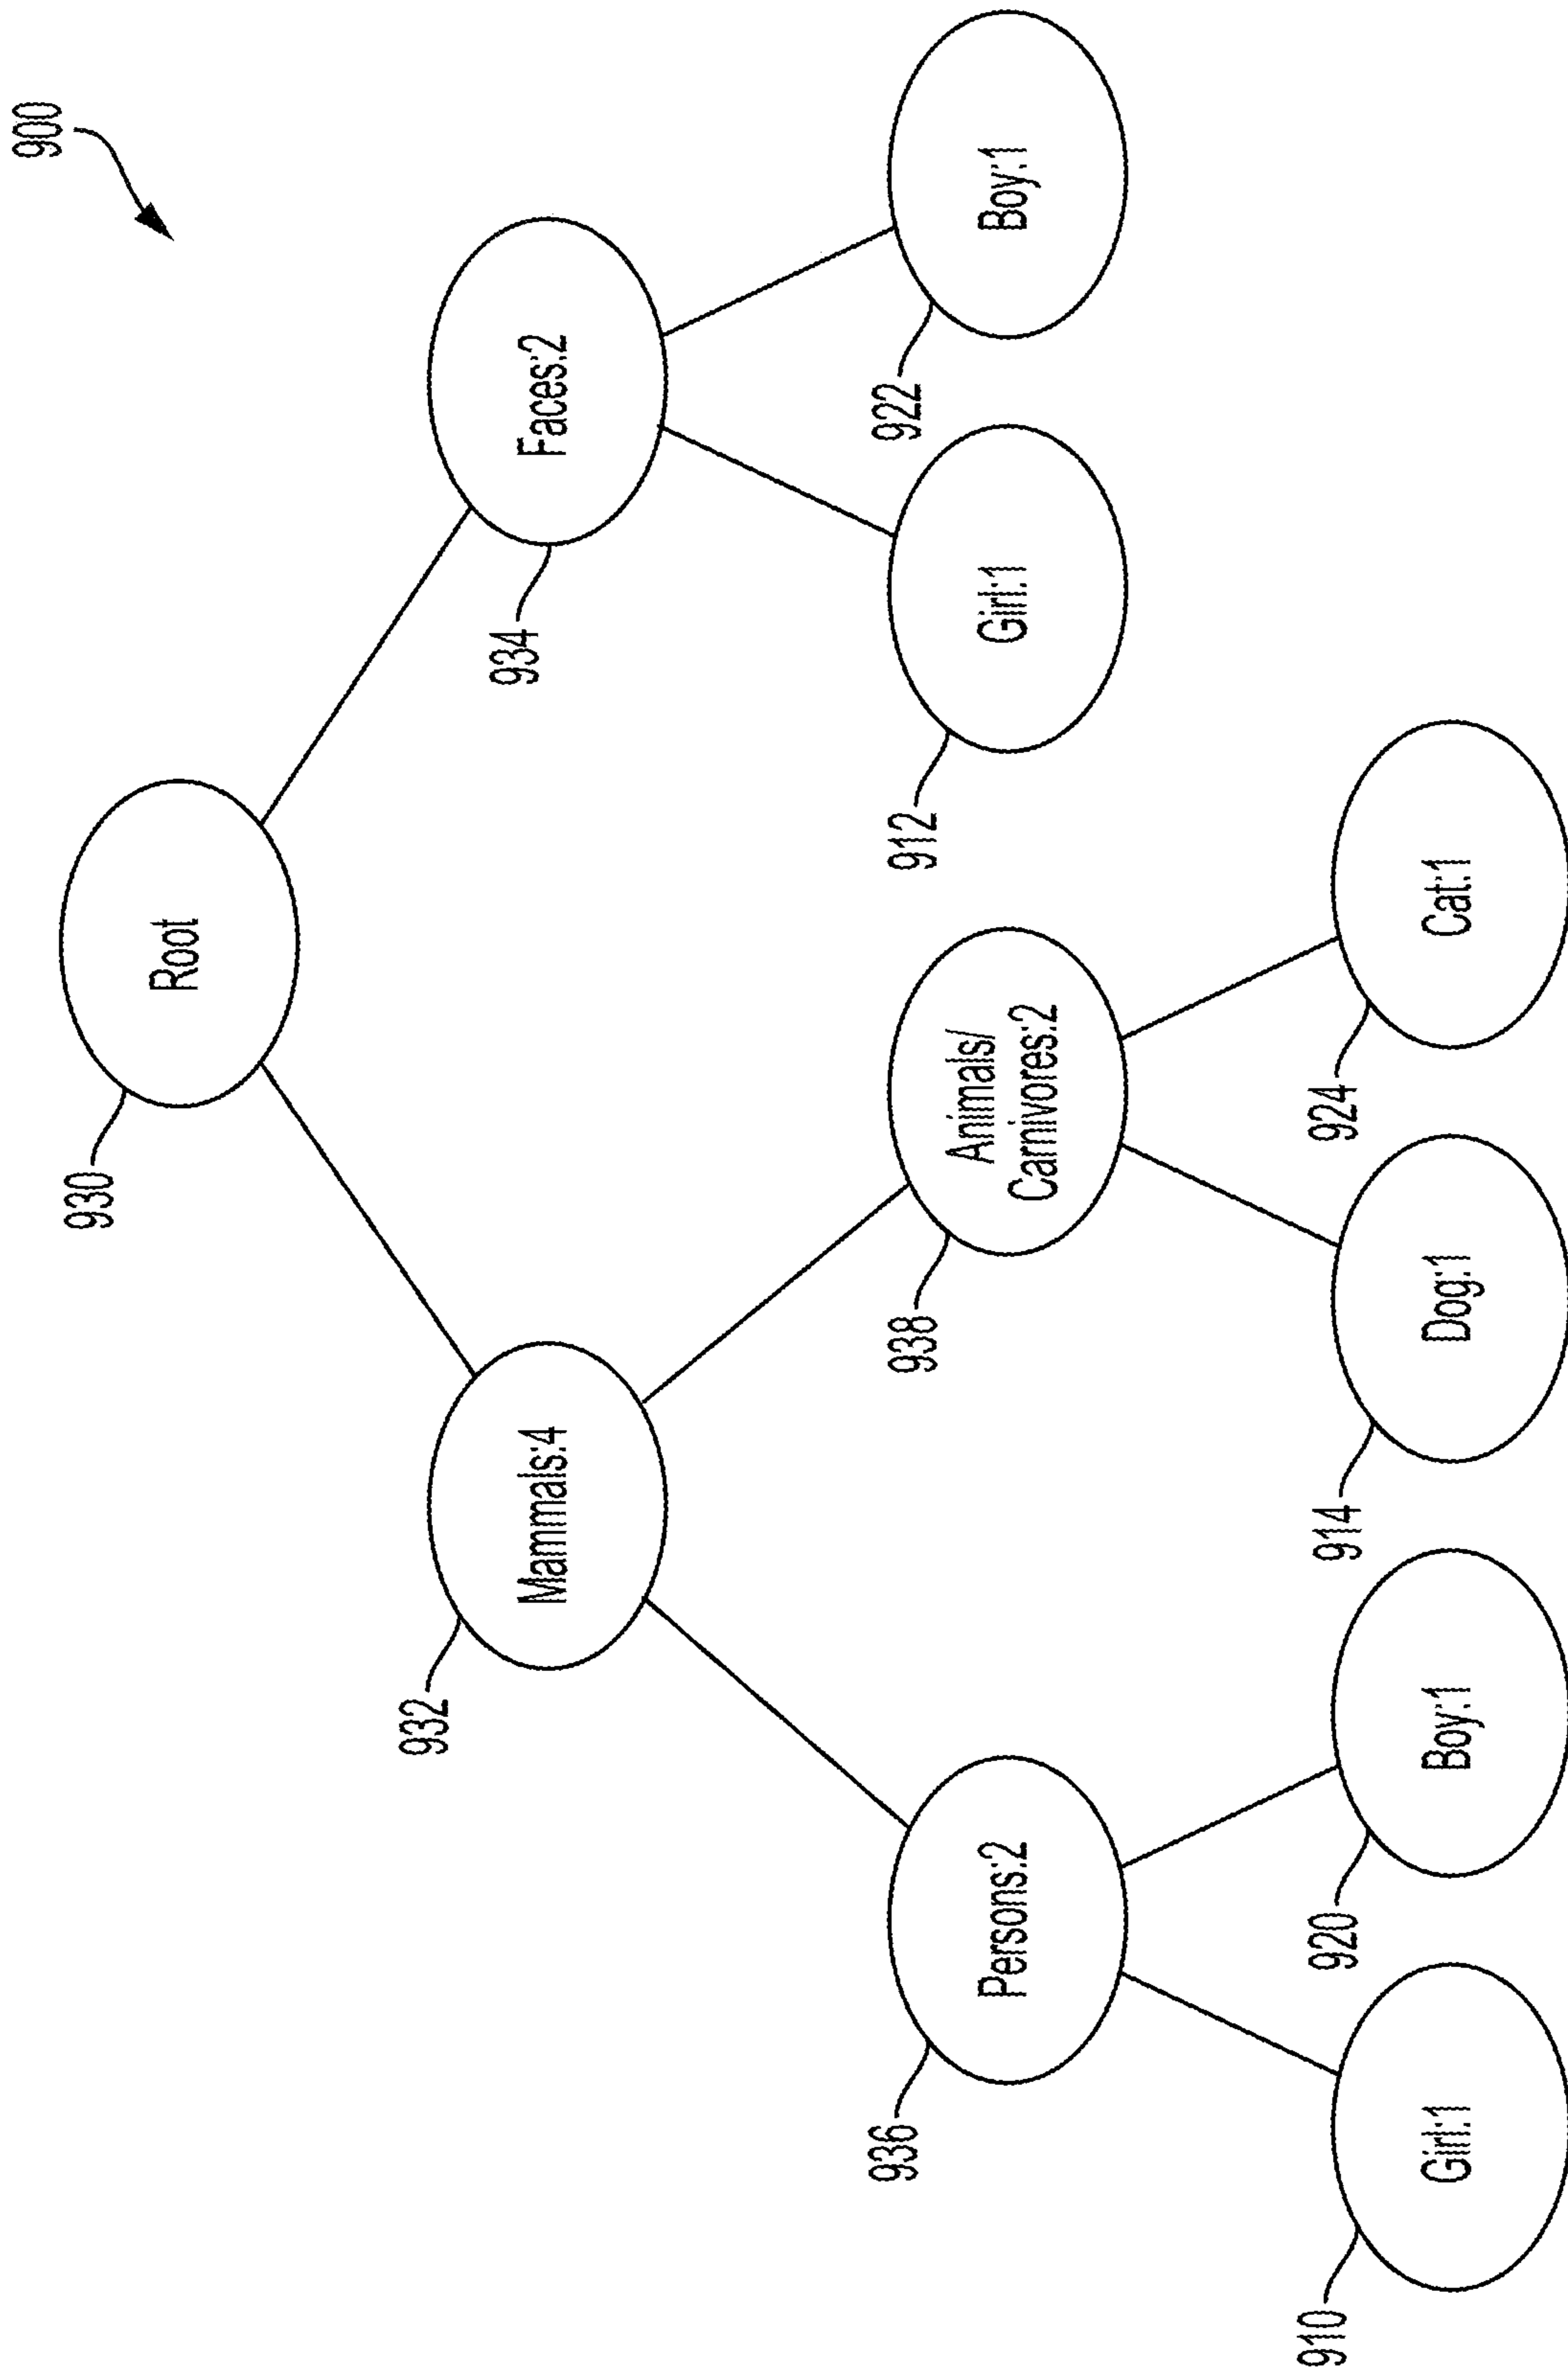 900
930
Root
932
Mammals:4
934
Faces:2
936
Persons:2
938
Animals/
Carnivores:2
912
Girl:1
922
Boy:1
910
Girl:1
920
Boy:1
914
Dog:1
924
Cat:1